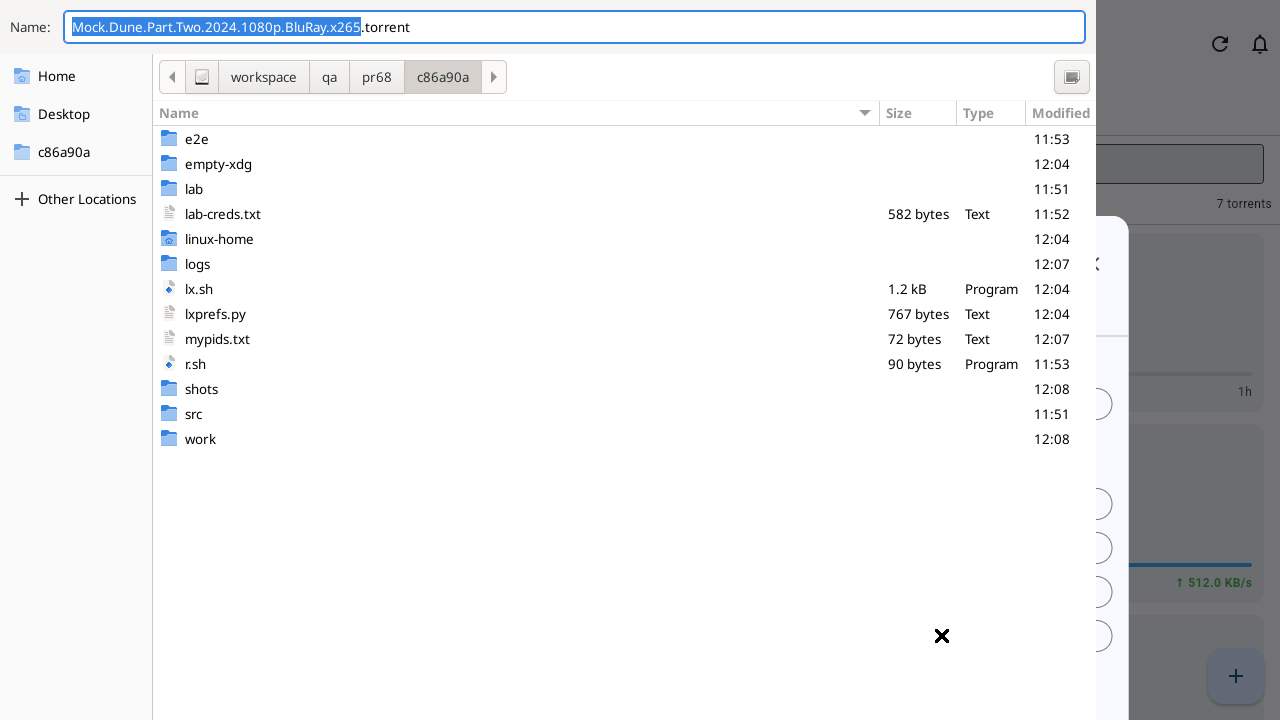 Name: Mock.Dune.Part.Two.2024.1080p.BluRay.x265.torrent
Home
Desktop
c86a90a
Other Locations
workspace qa pr68 c86a90a
Name Size Type Modified
e2e 11:53
empty-xdg 12:04
lab 11:51
lab-creds.txt 582 bytes Text 11:52
linux-home 12:04
logs 12:07
lx.sh 1.2 kB Program 12:04
lxprefs.py 767 bytes Text 12:04
mypids.txt 72 bytes Text 12:07
r.sh 90 bytes Program 11:53
shots 12:08
src 11:51
work 12:08
7 torrents
1h
↑ 512.0 KB/s